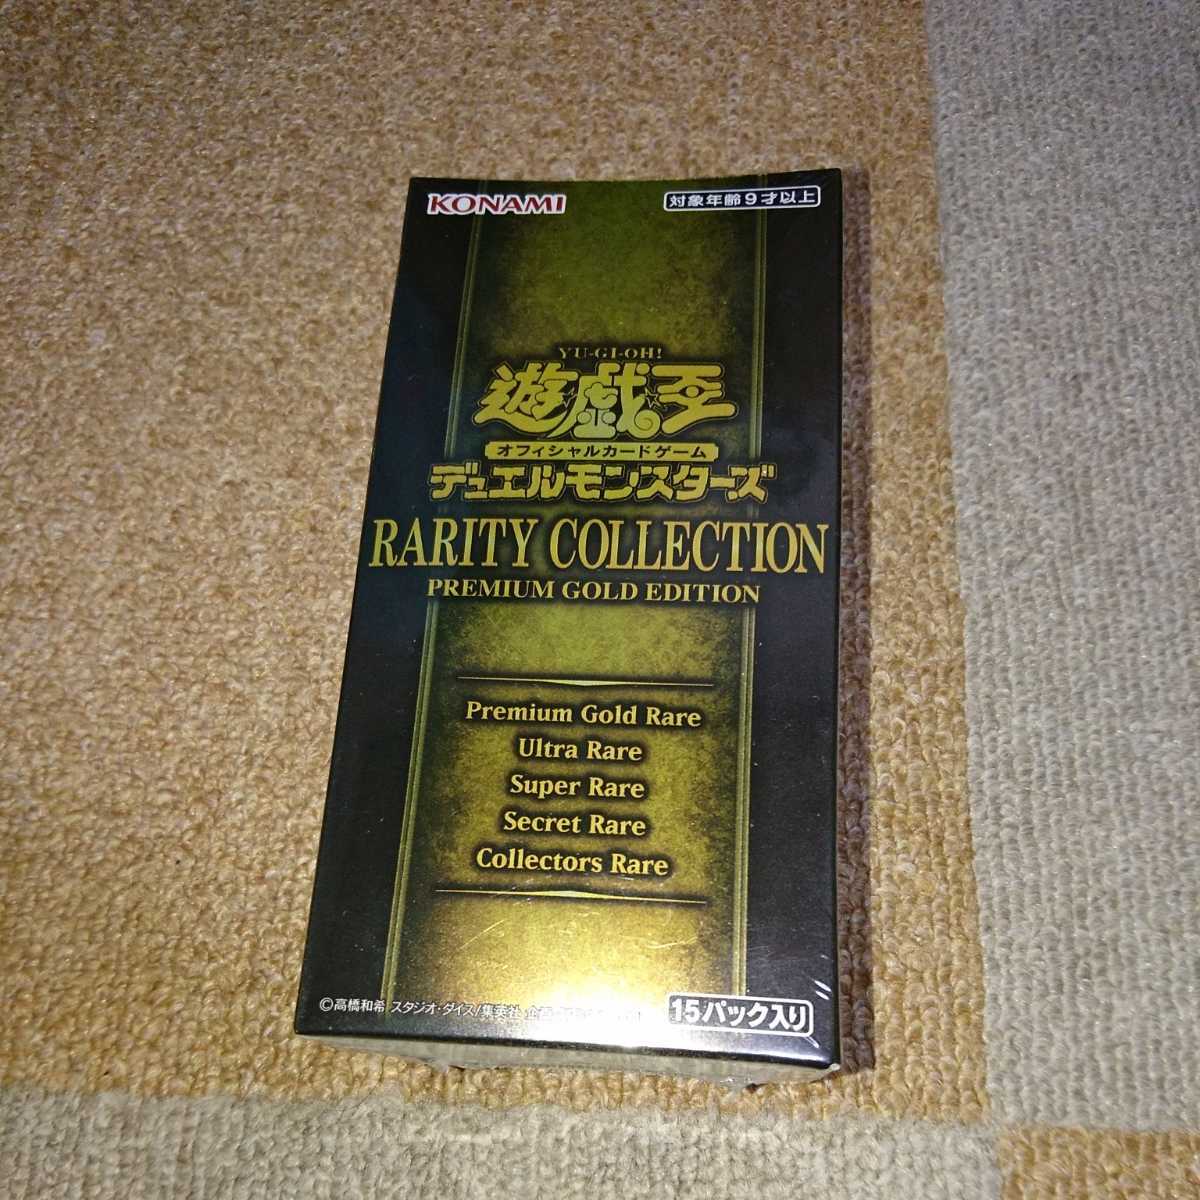 KONAMI
対象年齢9才以上
YU-GI-OH!
遊☆戯☆王
オフィシャルカードゲーム
デュエルモンスターズ
RARITY COLLECTION
PREMIUM GOLD EDITION
Premium Gold Rare
Ultra Rare
Super Rare
Secret Rare
Collectors Rare
©高橋和希 スタジオ・ダイス/集英社 企画
15パック入り